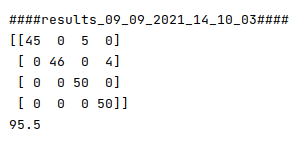 ####results_09_09_2021_14_10_03####
[[45  0  5  0]
 [ 0 46  0  4]
 [ 0  0 50  0]
 [ 0  0  0 50]]
95.5